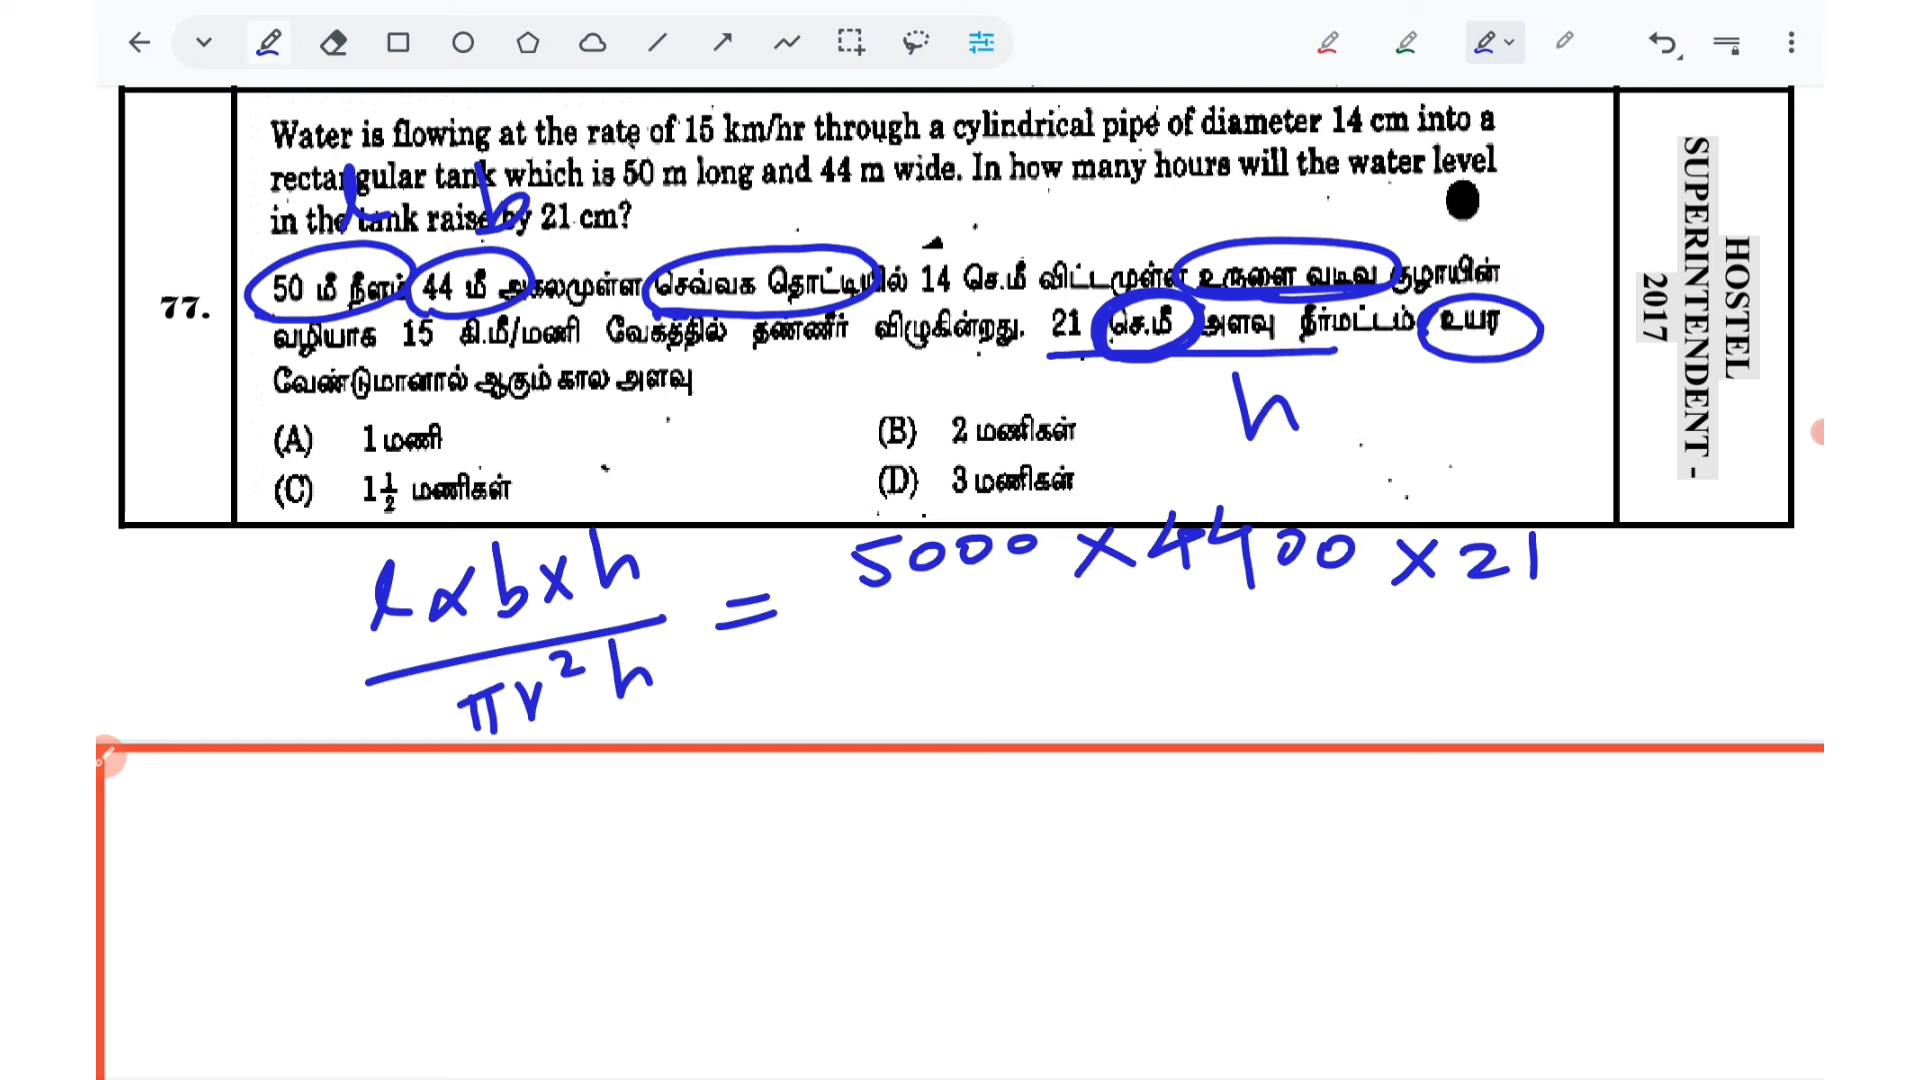 Water is flowing at the rate of 15 km/hr through a cylindrical pipe of diameter 14 cm into a
rectangular tank which is 50 m long and 44 m wide. In how many hours will the water level
in the tank raise by 21 cm?
l b
77.
50 மீ நீளம் 44 மீ அகலமுள்ள செவ்வக தொட்டியில் 14 செ.மீ விட்டமுள்ள உருளை வடிவ குழாயின்
வழியாக 15 கி.மீ/மணி வேகத்தில் தண்ணீர் விழுகின்றது. 21 செ.மீ அளவு நீர்மட்டம் உயர
வேண்டுமானால் ஆகும் கால அளவு
h
(A) 1 மணி (B) 2 மணிகள்
(C) 1 1/2 மணிகள் (D) 3 மணிகள்
HOSTEL
SUPERINTENDENT -
2017
l x b x h
πr²h
= 5000 x 4400 x 21